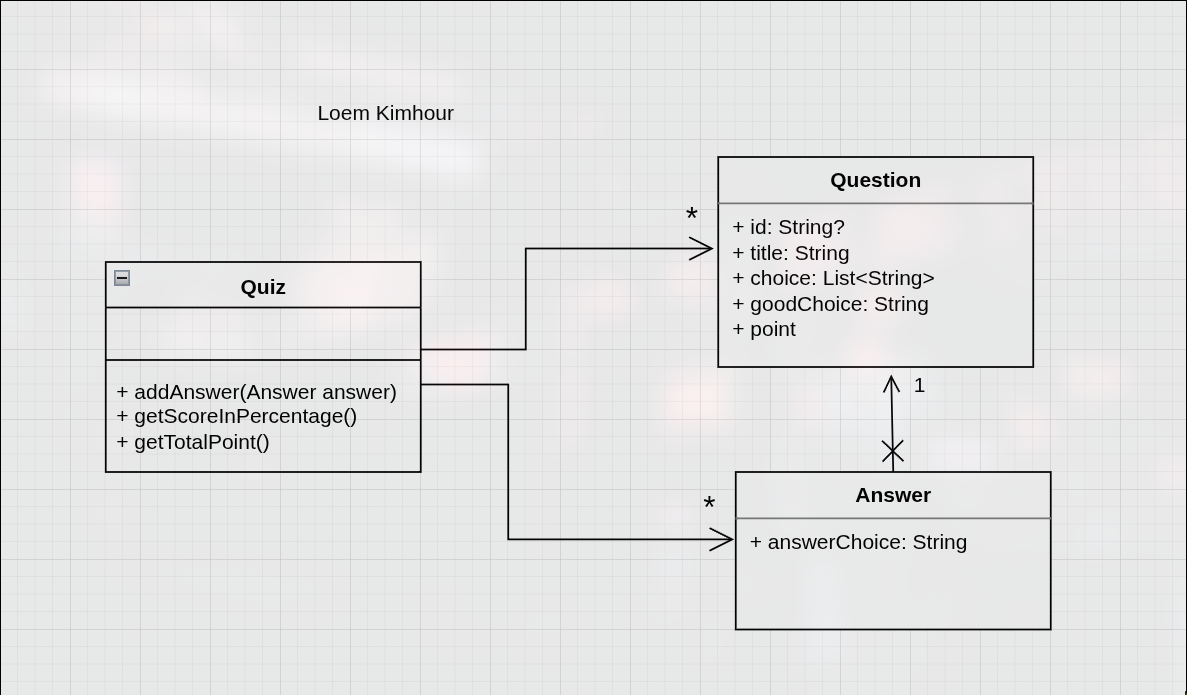 Loem Kimhour
Question
+ id: String?
+ title: String
+ choice: List<String>
+ goodChoice: String
+ point
*
Quiz
+ addAnswer(Answer answer)
+ getScoreInPercentage()
+ getTotalPoint()
1
*
Answer
+ answerChoice: String